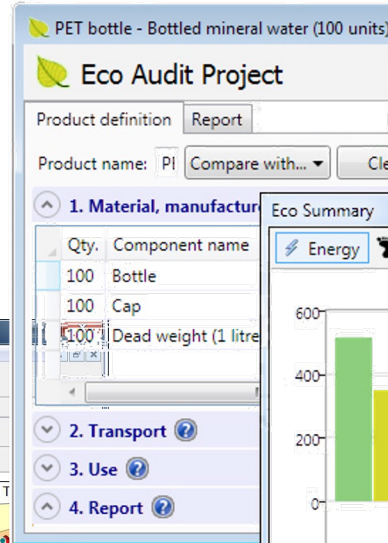 PET bottle - Bottled mineral water (100 units)
Eco Audit Project
Product definition Report
Product name: Compare with...
1. Material, manufacture
Qty. Component name
100 Bottle
100 Cap
100 Dead weight (1 litre
2. Transport ?
3. Use ?
4. Report ?
Eco Summary
Energy
600
400
200
0